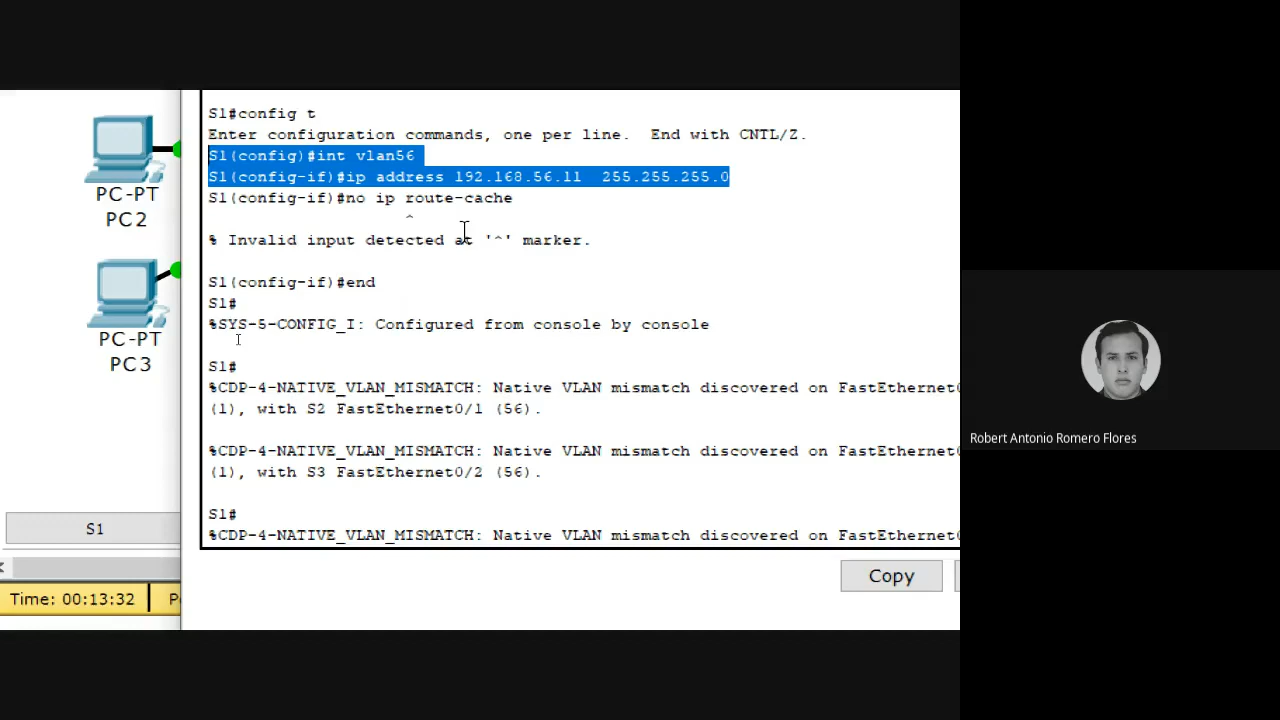 S1#config t
Enter configuration commands, one per line.  End with CNTL/Z.
S1(config)#int vlan56
S1(config-if)#ip address 192.168.56.11  255.255.255.0
S1(config-if)#no ip route-cache
^
% Invalid input detected at '^' marker.
S1(config-if)#end
S1#
%SYS-5-CONFIG_I: Configured from console by console
S1#
%CDP-4-NATIVE_VLAN_MISMATCH: Native VLAN mismatch discovered on FastEthernet
(1), with S2 FastEthernet0/1 (56).
%CDP-4-NATIVE_VLAN_MISMATCH: Native VLAN mismatch discovered on FastEthernet
(1), with S3 FastEthernet0/2 (56).
S1#
%CDP-4-NATIVE_VLAN_MISMATCH: Native VLAN mismatch discovered on FastEthernet
PC-PT
PC2
PC-PT
PC3
S1
Time: 00:13:32
Copy
Robert Antonio Romero Flores